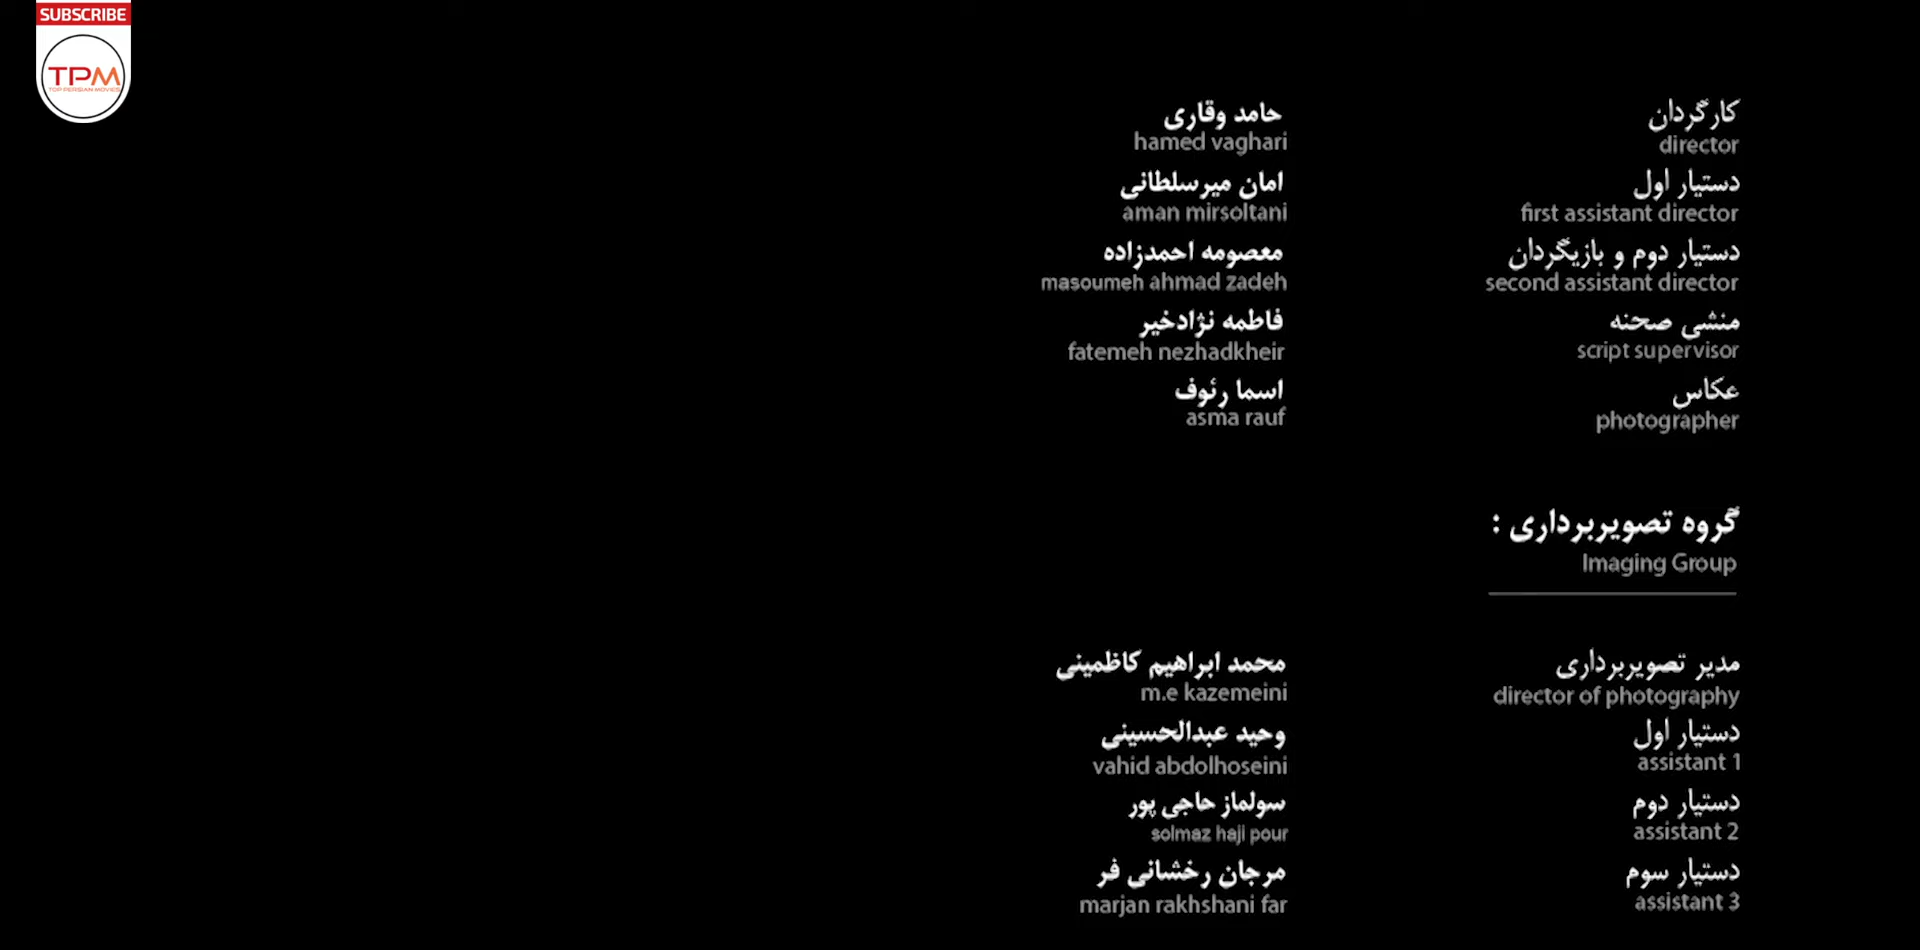 SUBSCRIBE
TPM
TOP PERSIAN MOVIES
کارگردان حامد وقاری
director hamed vaghari
دستیار اول امان میرسلطانی
first assistant director aman mirsoltani
دستیار دوم و بازیگردان معصومه احمدزاده
second assistant director masoumeh ahmad zadeh
منشی صحنه فاطمه نژادخیر
script supervisor fatemeh nezhadkheir
عکاس اسما رئوف
photographer asma rauf
گروه تصویربرداری :
Imaging Group
مدیر تصویربرداری محمد ابراهیم کاظمینی
director of photography m.e kazemeini
دستیار اول وحید عبدالحسینی
assistant 1 vahid abdolhoseini
دستیار دوم سولماز حاجی پور
assistant 2 solmaz haji pour
دستیار سوم مرجان رخشانی فر
assistant 3 marjan rakhshani far